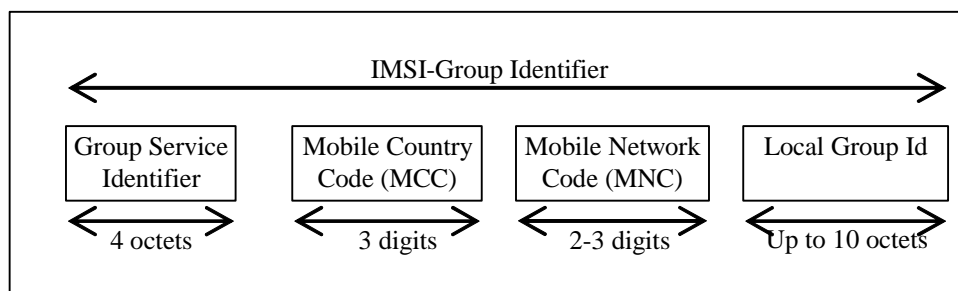 IMSI-Group Identifier
Group Service
Identifier
Mobile Country
Code (MCC)
Mobile Network
Code (MNC)
Local Group Id
4 octets
3 digits
2-3 digits
Up to 10 octets